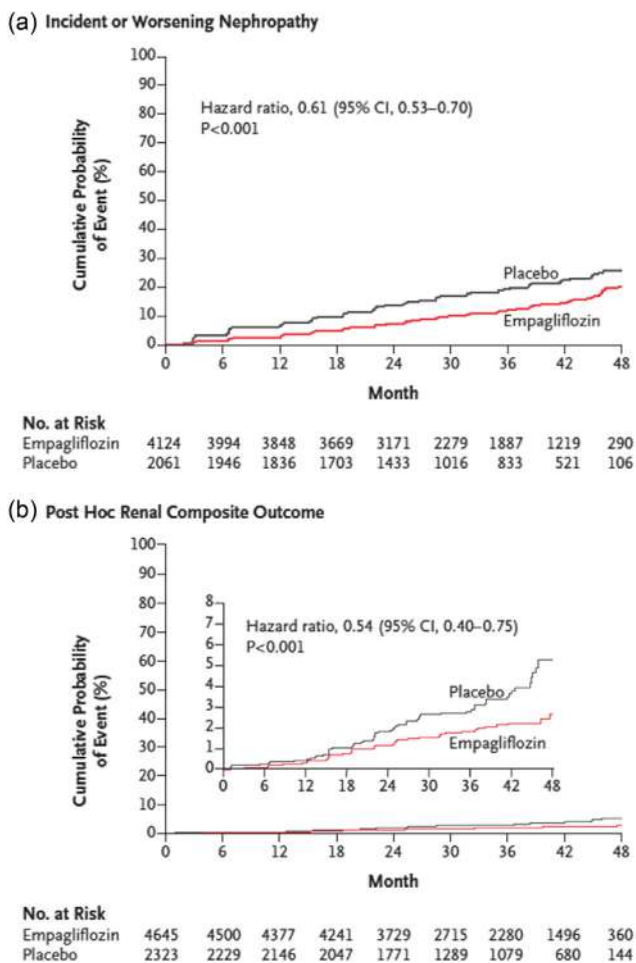 (a) Incident or Worsening Nephropathy
100
90
80
70
60
50
40
30
20
10
0
Cumulative Probability
of Event (%)
Hazard ratio, 0.61 (95% CI, 0.53–0.70)
P<0.001
Placebo
Empagliflozin
0 6 12 18 24 30 36 42 48
Month
No. at Risk
Empagliflozin 4124 3994 3848 3669 3171 2279 1887 1219 290
Placebo 2061 1946 1836 1703 1433 1016 833 521 106
(b) Post Hoc Renal Composite Outcome
100
90
80
70
60
50
40
30
20
10
0
Cumulative Probability
of Event (%)
8
7
6
5
4
3
2
1
0
Hazard ratio, 0.54 (95% CI, 0.40–0.75)
P<0.001
Placebo
Empagliflozin
0 6 12 18 24 30 36 42 48
0 6 12 18 24 30 36 42 48
Month
No. at Risk
Empagliflozin 4645 4500 4377 4241 3729 2715 2280 1496 360
Placebo 2323 2229 2146 2047 1771 1289 1079 680 144